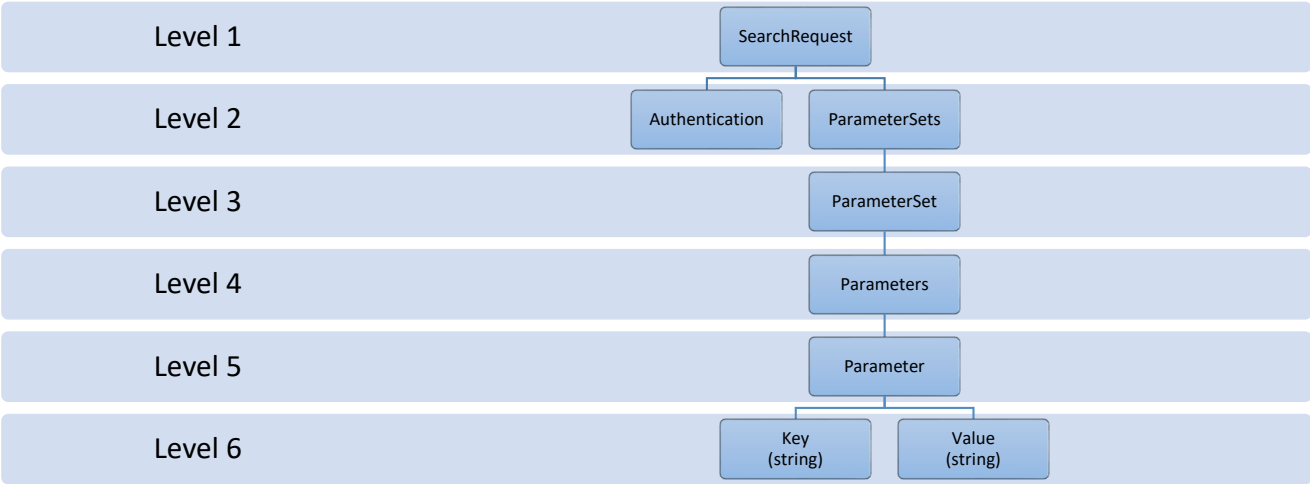 Level 1
SearchRequest
Level 2
Authentication
ParameterSets
Level 3
ParameterSet
Level 4
Parameters
Level 5
Parameter
Level 6
Key
(string)
Value
(string)